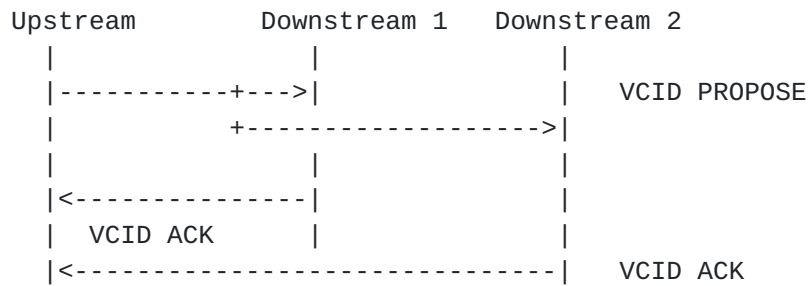 Upstream Downstream 1 Downstream 2
| | |
|-----------+--->| | VCID PROPOSE
| +------------------->|
| | |
|<---------------| |
| VCID ACK | |
|<-------------------------------| VCID ACK